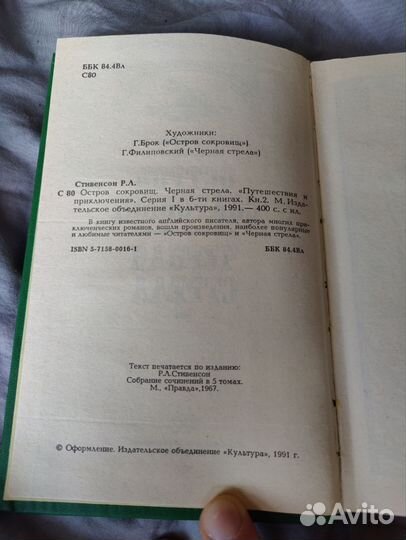 ББК 84.4Вл
С80
Художники:
Г.Брок («Остров сокровищ»)
Г.Филиповский («Черная стрела»)
Стивенсон Р.Л.
С 80 Остров сокровищ. Черная стрела. «Путешествия и
приключения». Серия I в 6-ти книгах. Кн.2, М. Изда-
тельское объединение «Культура», 1991.— 400 с. с ил.
В книгу известного английского писателя, автора многих при-
ключенческих романов, вошли произведения, наиболее популярные
и любимые читателями — «Остров сокровищ» и «Черная стрела».
ISBN 5-7158-0016-1 ББК 84.4Вл
Текст печатается по изданию:
Р.Л.Стивенсон
Собрание сочинений в 5 томах.
М., «Правда»,1967.
© Оформление. Издательское объединение «Культура», 1991 г.
Avito